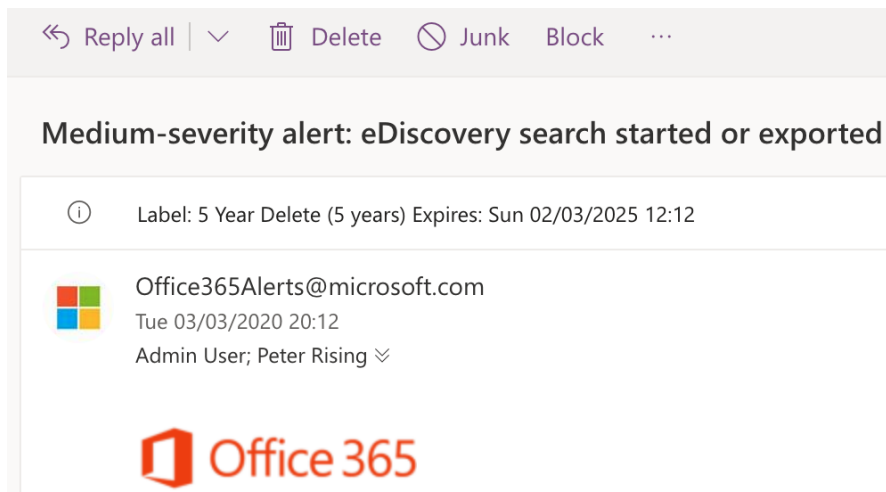 Reply all Delete Junk Block ...
Medium-severity alert: eDiscovery search started or exported
Label: 5 Year Delete (5 years) Expires: Sun 02/03/2025 12:12
Office365Alerts@microsoft.com
Tue 03/03/2020 20:12
Admin User; Peter Rising
Office 365